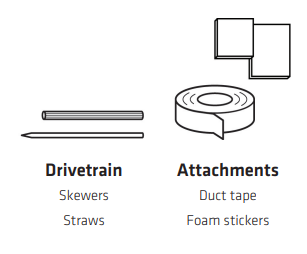 Drivetrain
Skewers
Straws
Attachments
Duct tape
Foam stickers